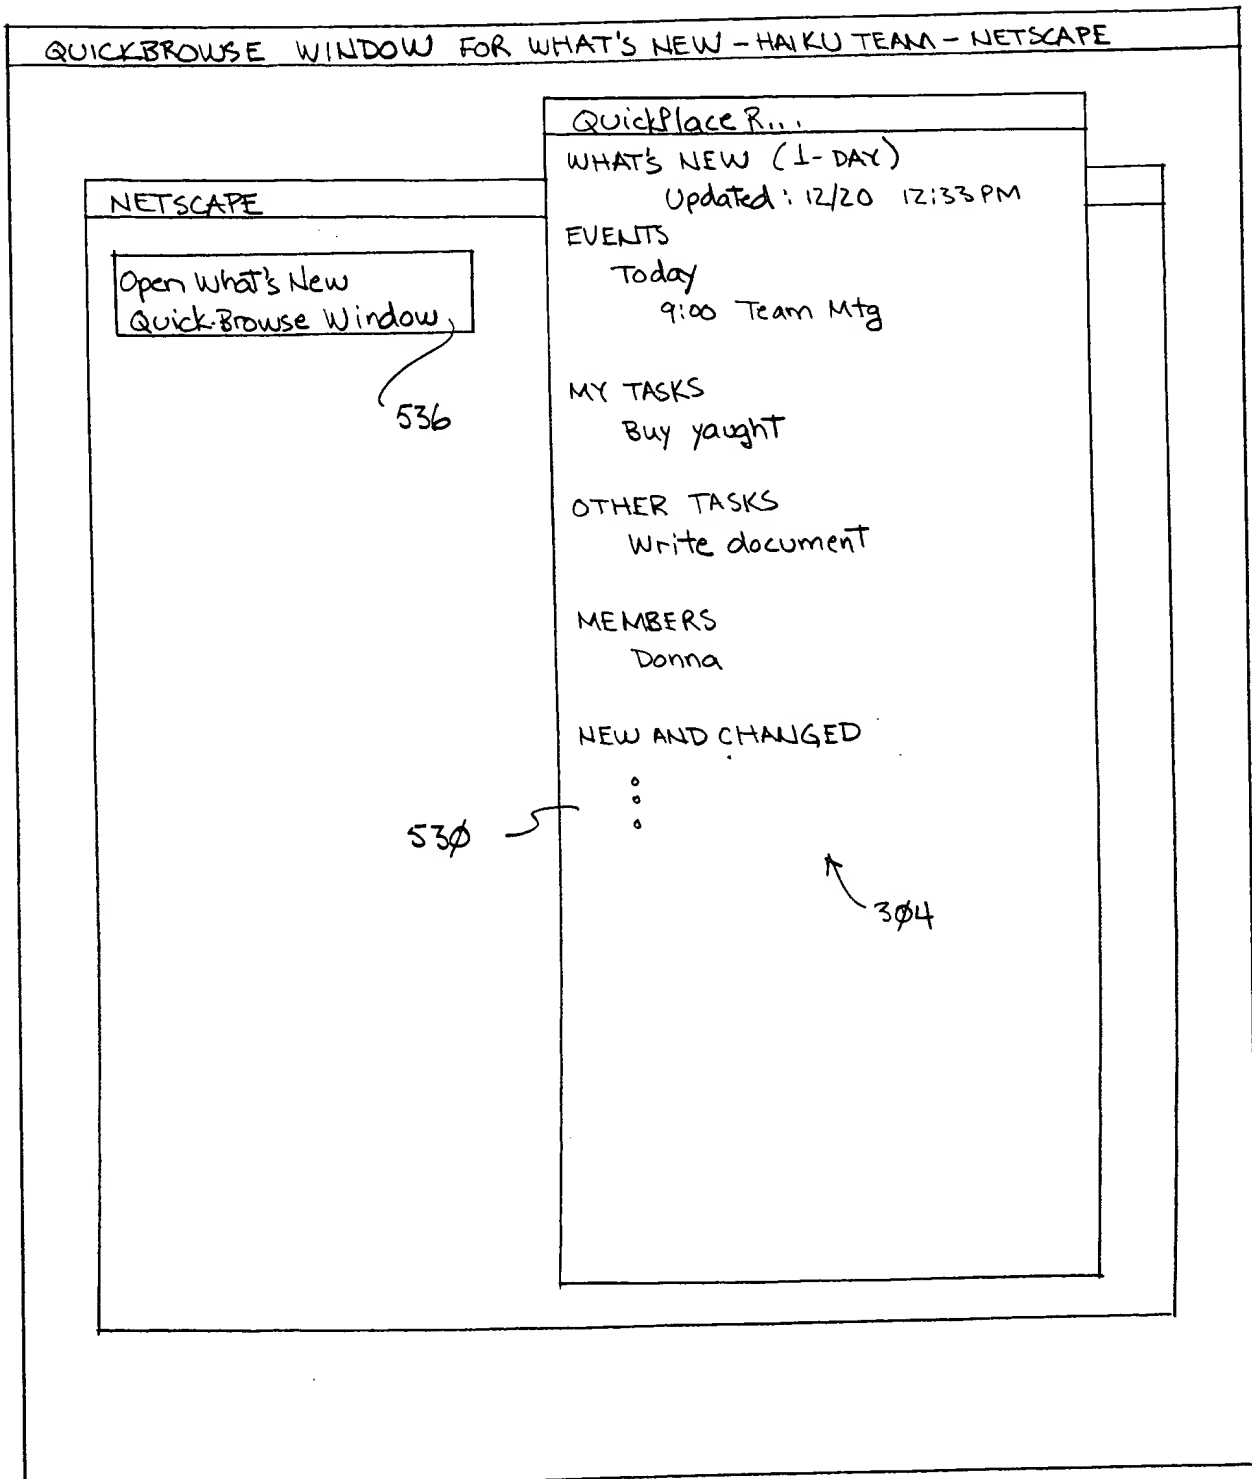 QUICKBROWSE WINDOW FOR WHAT'S NEW - HAIKU TEAM - NETSCAPE
QuickPlace R...
WHAT'S NEW (1-DAY)
Updated: 12/20 12:33 PM
NETSCAPE
EVENTS
Open What's New
Quick-Browse Window
Today
9:00 Team Mtg
536
MY TASKS
Buy yaught
OTHER TASKS
Write document
MEMBERS
Donna
NEW AND CHANGED
530
304